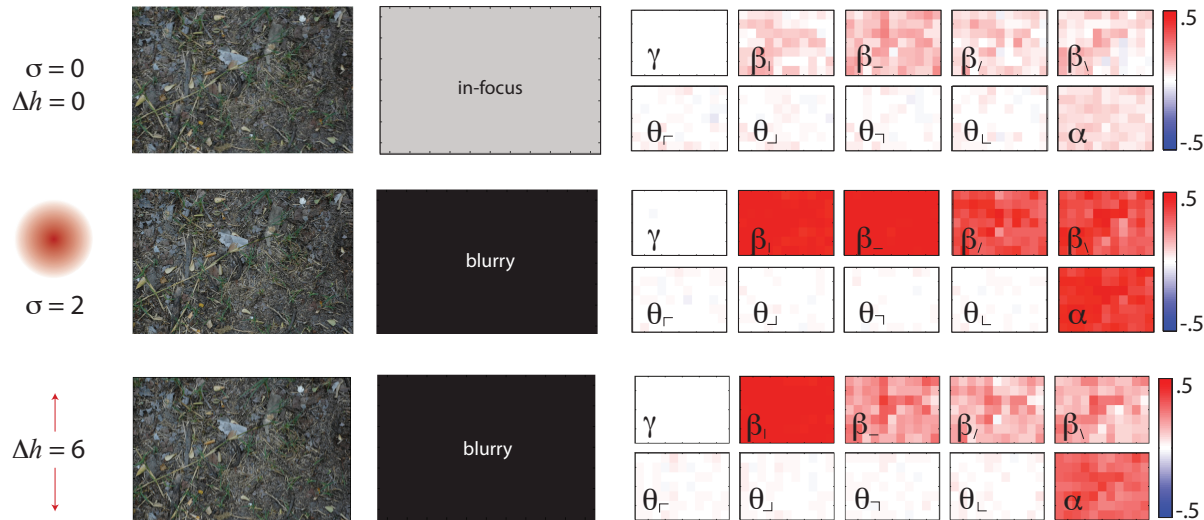 σ = 0
Δh = 0
in-focus
γ
β|
β_
β/
β\
.5
-.5
θ⌜
θ⌟
θ⌝
θ⌞
α
σ = 2
blurry
γ
β|
β_
β/
β\
.5
-.5
θ⌜
θ⌟
θ⌝
θ⌞
α
Δh = 6
blurry
γ
β|
β_
β/
β\
.5
-.5
θ⌜
θ⌟
θ⌝
θ⌞
α